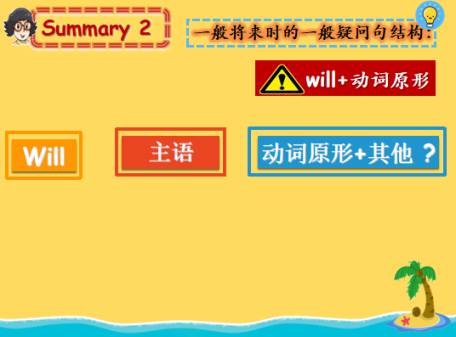 Summary 2
一般将来时的一般疑问句结构:
will+动词原形
Will
主语
动词原形+其他 ?